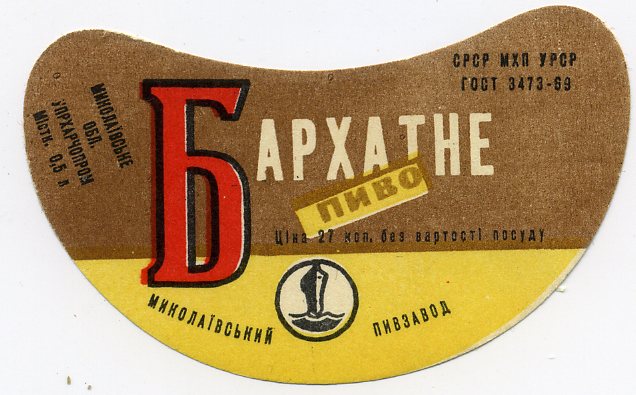 СРСР МХП УРСР
ГОСТ 3473-69
МИКОЛАЇВСЬКЕ
ОБЛ.
УПРХАРЧОПРОМ
Містк. 0,5 л
БАРХАТНЕ
ПИВО
Ціна 27 коп. без вартості посуду
МИКОЛАЇВСЬКИЙ ПИВЗАВОД